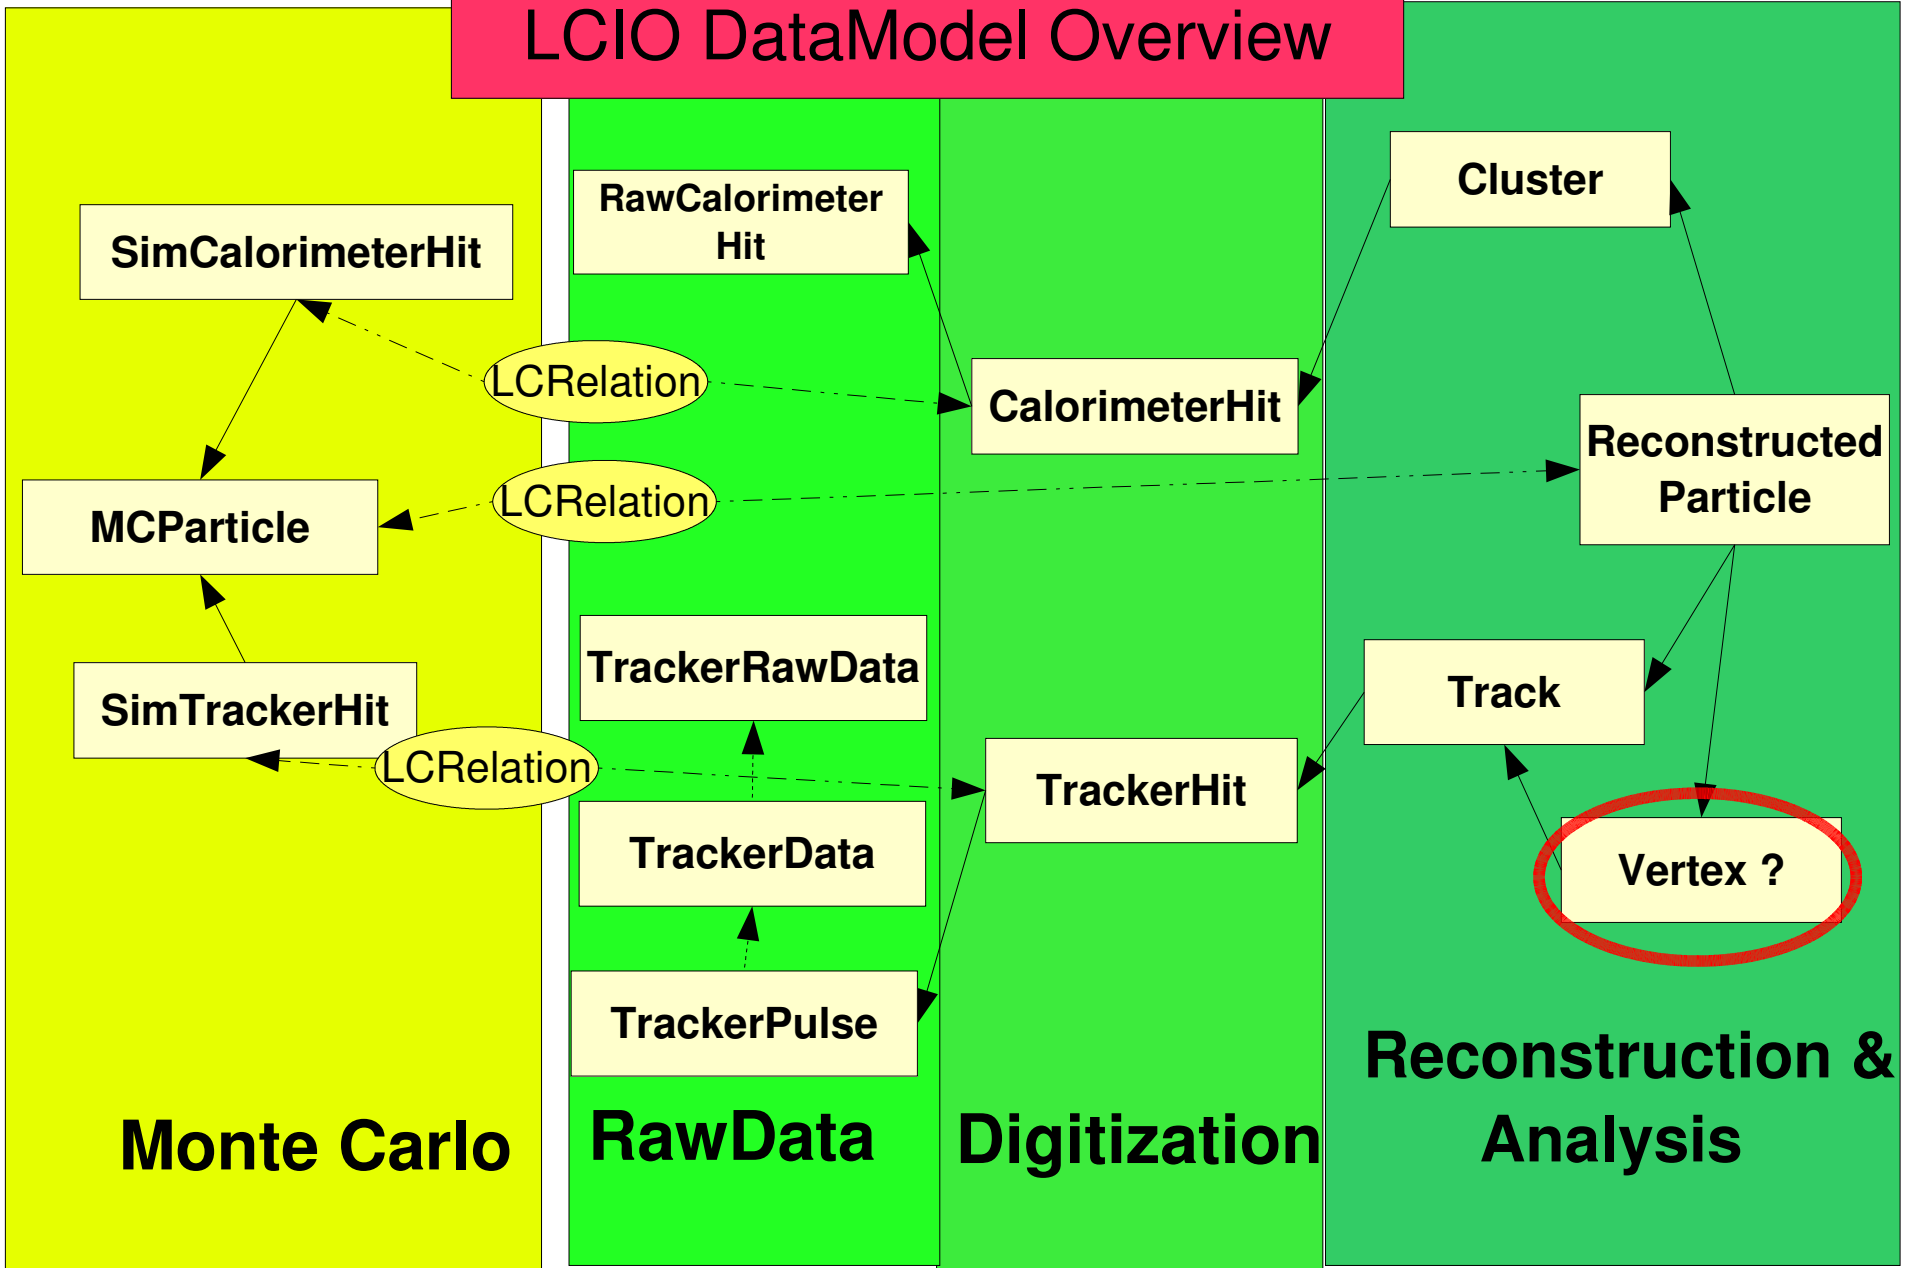 LCIO DataModel Overview
SimCalorimeterHit
MCParticle
SimTrackerHit
LCRelation
LCRelation
LCRelation
Monte Carlo
RawCalorimeter
Hit
TrackerRawData
TrackerData
TrackerPulse
RawData
CalorimeterHit
TrackerHit
Digitization
Cluster
Reconstructed
Particle
Track
Vertex ?
Reconstruction &
Analysis